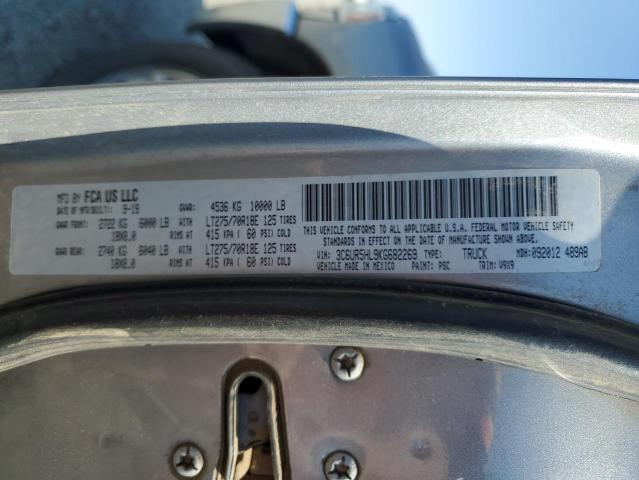 MFD BY FCA US LLC
DATE OF MFR(BUILT): 9-19 GVWR: 4536 KG 10000 LB
GAWR FRONT: 2722 KG 6000 LB WITH LT275/70R18E 125 TIRES
18X8.0 RIMS AT 415 KPA ( 60 PSI) COLD
GAWR REAR: 2740 KG 6040 LB WITH LT275/70R18E 125 TIRES
18X8.0 RIMS AT 415 KPA ( 60 PSI) COLD
THIS VEHICLE CONFORMS TO ALL APPLICABLE U.S.A. FEDERAL MOTOR VEHICLE SAFETY
STANDARDS IN EFFECT ON THE DATE OF MANUFACTURE SHOWN ABOVE.
VIN: 3C6UR5HL9KG682269 TYPE: TRUCK MDH: 092012 489AB
VEHICLE MADE IN MEXICO PAINT: PSC TRIM: V9X9